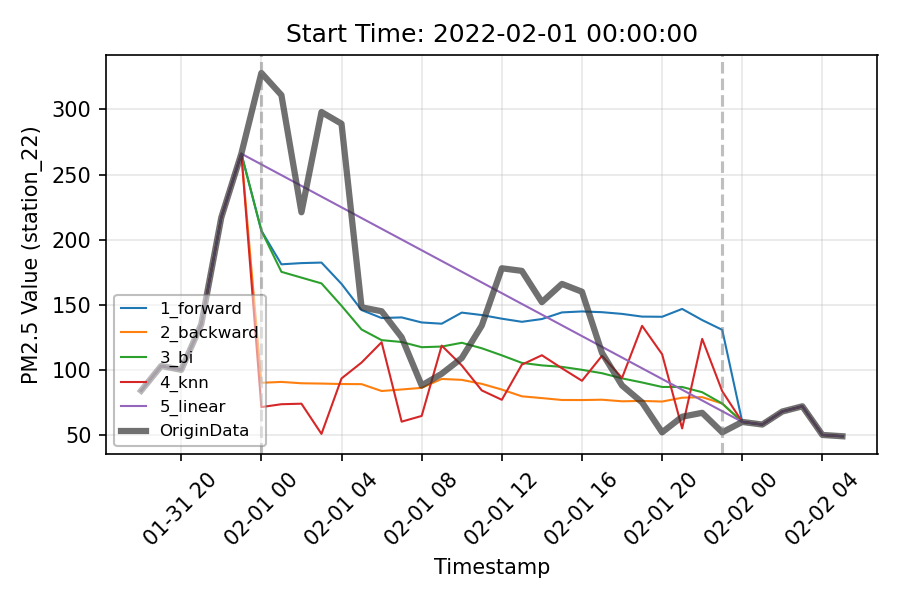 Start Time: 2022-02-01 00:00:00
PM2.5 Value (station_22)
300
250
200
150
100
50
1_forward
2_backward
3_bi
4_knn
5_linear
OriginData
01-31 20
02-01 00
02-01 04
02-01 08
02-01 12
02-01 16
02-01 20
02-02 00
02-02 04
Timestamp